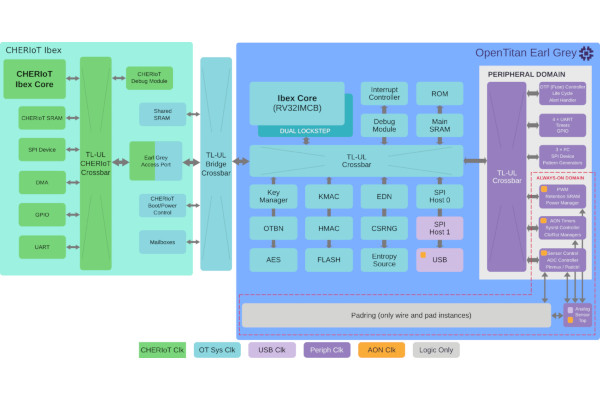 CHERIoT Ibex
CHERIoT
Ibex Core
CHERIoT SRAM
SPI Device
DMA
GPIO
UART
TL-UL
CHERIoT
Crossbar
CHERIoT
Debug Module
Shared
SRAM
Earl Grey
Access Port
CHERIoT
Boot/Power
Control
Mailboxes
TL-UL
Bridge
Crossbar
OpenTitan Earl Grey
Ibex Core
(RV32IMCB)
DUAL LOCKSTEP
Interrupt
Controller
ROM
Debug
Module
Main
SRAM
TL-UL
Crossbar
Key
Manager
KMAC
EDN
SPI
Host 0
OTBN
HMAC
CSRNG
SPI
Host 1
AES
FLASH
Entropy
Source
USB
PERIPHERAL DOMAIN
TL-UL
Crossbar
OTP (Fuse) Controller
Life Cycle
Alert Handler
4 × UART
Timers
GPIO
SPI Device
Pattern Generators
ALWAYS-ON DOMAIN
PWM
Retention SRAM
Power Manager
AON Timers
Sysrst Controller
Clk/Rst Managers
Sensor Control
ADC Controller
Pinmux / Padctrl
Padring (only wire and pad instances)
Analog
Sensor
Top
CHERIoT Clk
OT Sys Clk
USB Clk
Periph Clk
AON Clk
Logic Only